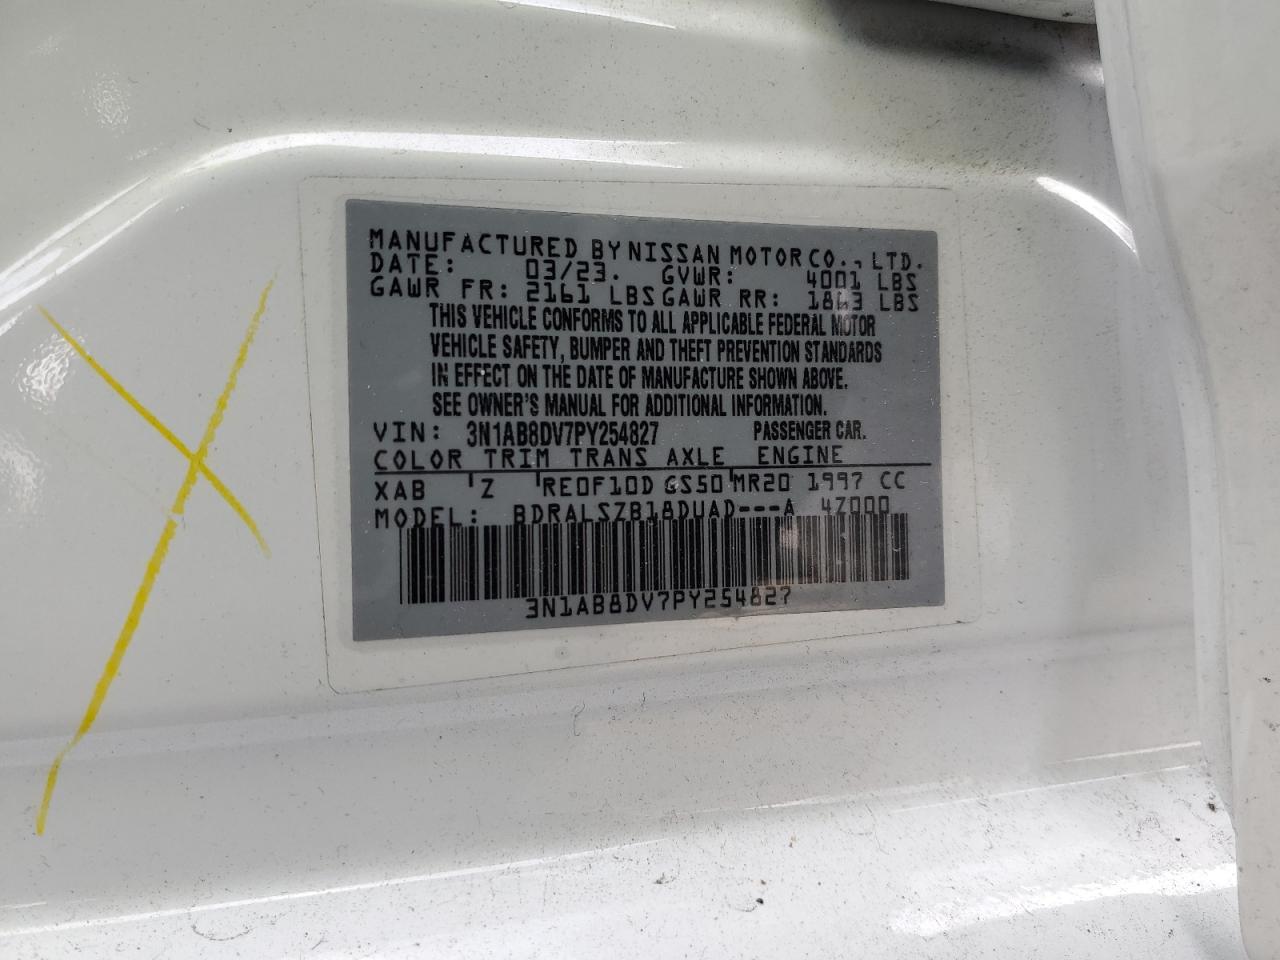 MANUFACTURED BY NISSAN MOTOR CO., LTD.
DATE: 03/23. GVWR: 4001 LBS
GAWR FR: 2161 LBS GAWR RR: 1863 LBS
THIS VEHICLE CONFORMS TO ALL APPLICABLE FEDERAL MOTOR
VEHICLE SAFETY, BUMPER AND THEFT PREVENTION STANDARDS
IN EFFECT ON THE DATE OF MANUFACTURE SHOWN ABOVE.
SEE OWNER'S MANUAL FOR ADDITIONAL INFORMATION.
VIN: 3N1AB8DV7PY254827 PASSENGER CAR.
COLOR TRIM TRANS AXLE ENGINE
XAB Z RE0F10D GS50 MR20 1997 CC
MODEL: BDRALSZB18DUAD---A 4Z000
3N1AB8DV7PY254827